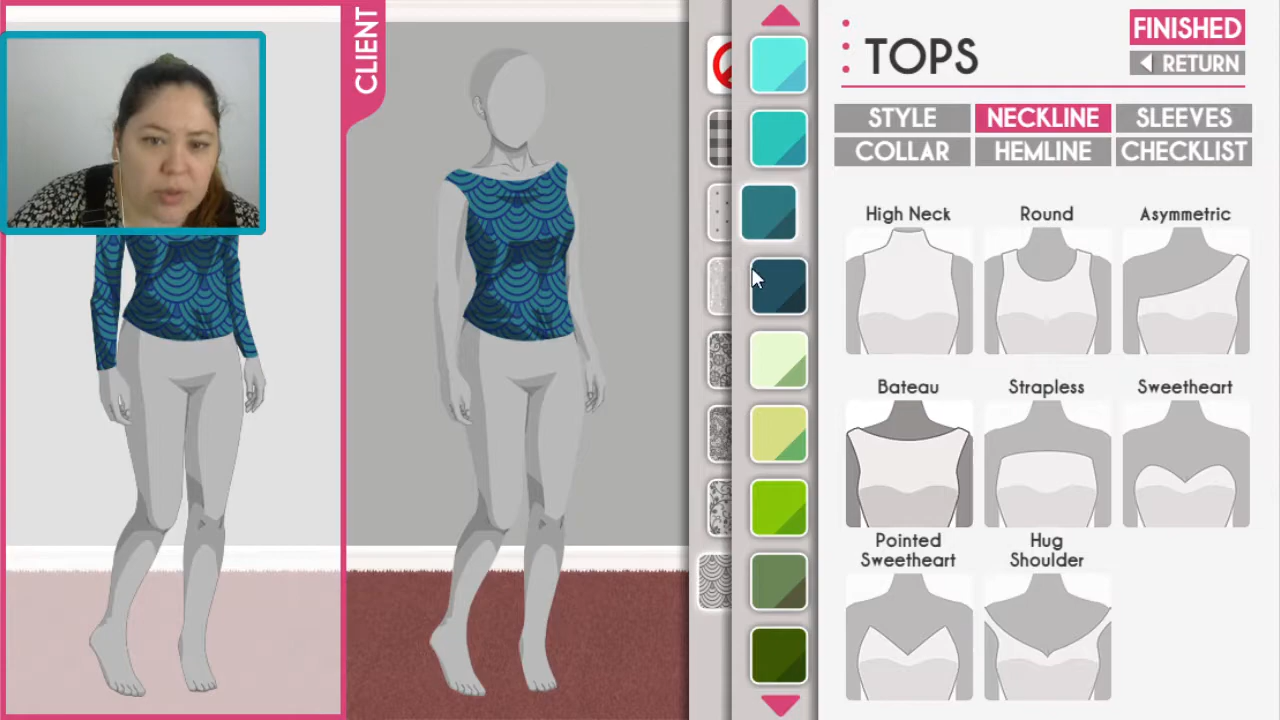 CLIENT
TOPS
FINISHED
RETURN
STYLE
NECKLINE
SLEEVES
COLLAR
HEMLINE
CHECKLIST
High Neck
Round
Asymmetric
Bateau
Strapless
Sweetheart
Pointed
Sweetheart
Hug
Shoulder